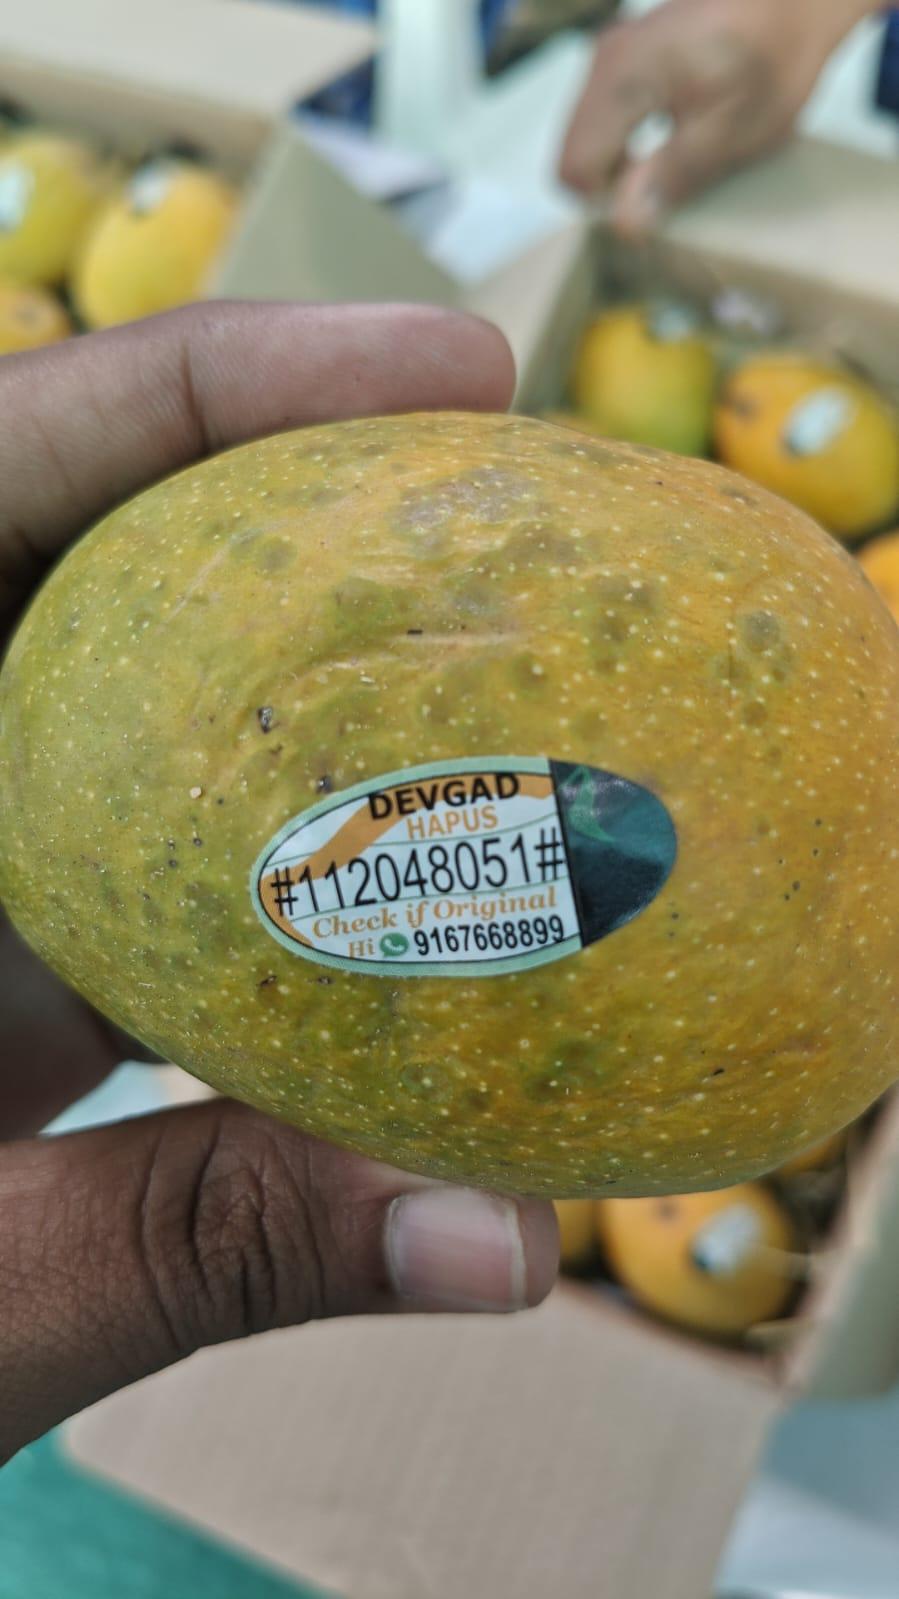 DEVGAD
HAPUS
#112048051#
Check if Original
Hi 9167668899